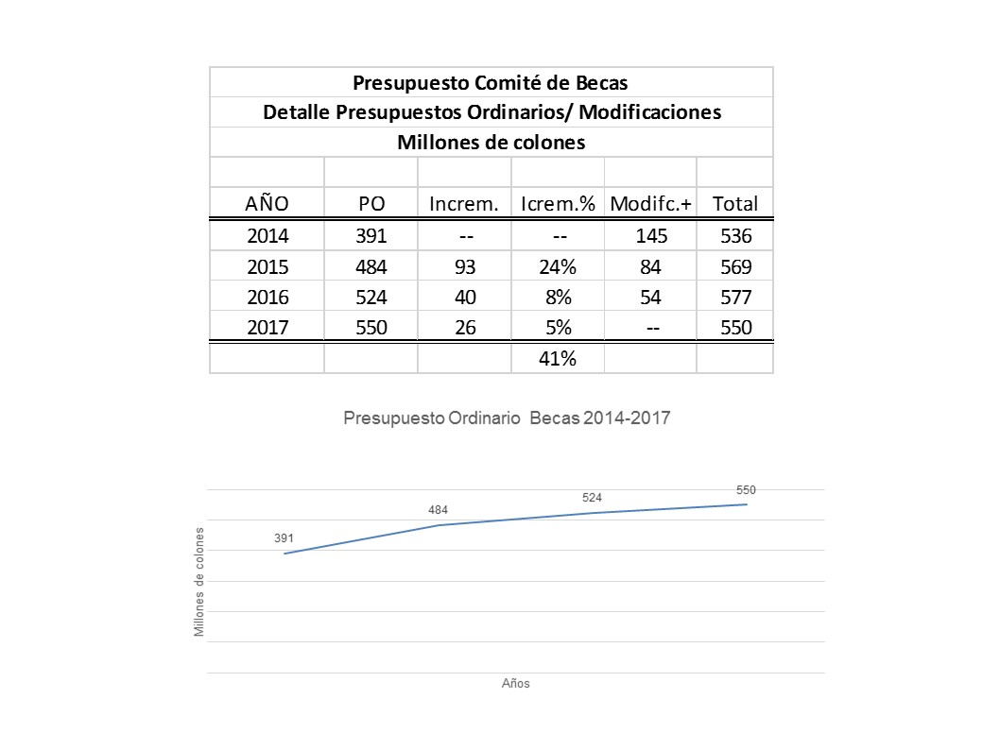 Presupuesto Comité de Becas
Detalle Presupuestos Ordinarios/ Modificaciones
Millones de colones
AÑO PO Increm. Icrem.% Modifc.+ Total
2014 391 -- -- 145 536
2015 484 93 24% 84 569
2016 524 40 8% 54 577
2017 550 26 5% -- 550
41%
Presupuesto Ordinario Becas 2014-2017
550
524
484
391
Millones de colones
Años